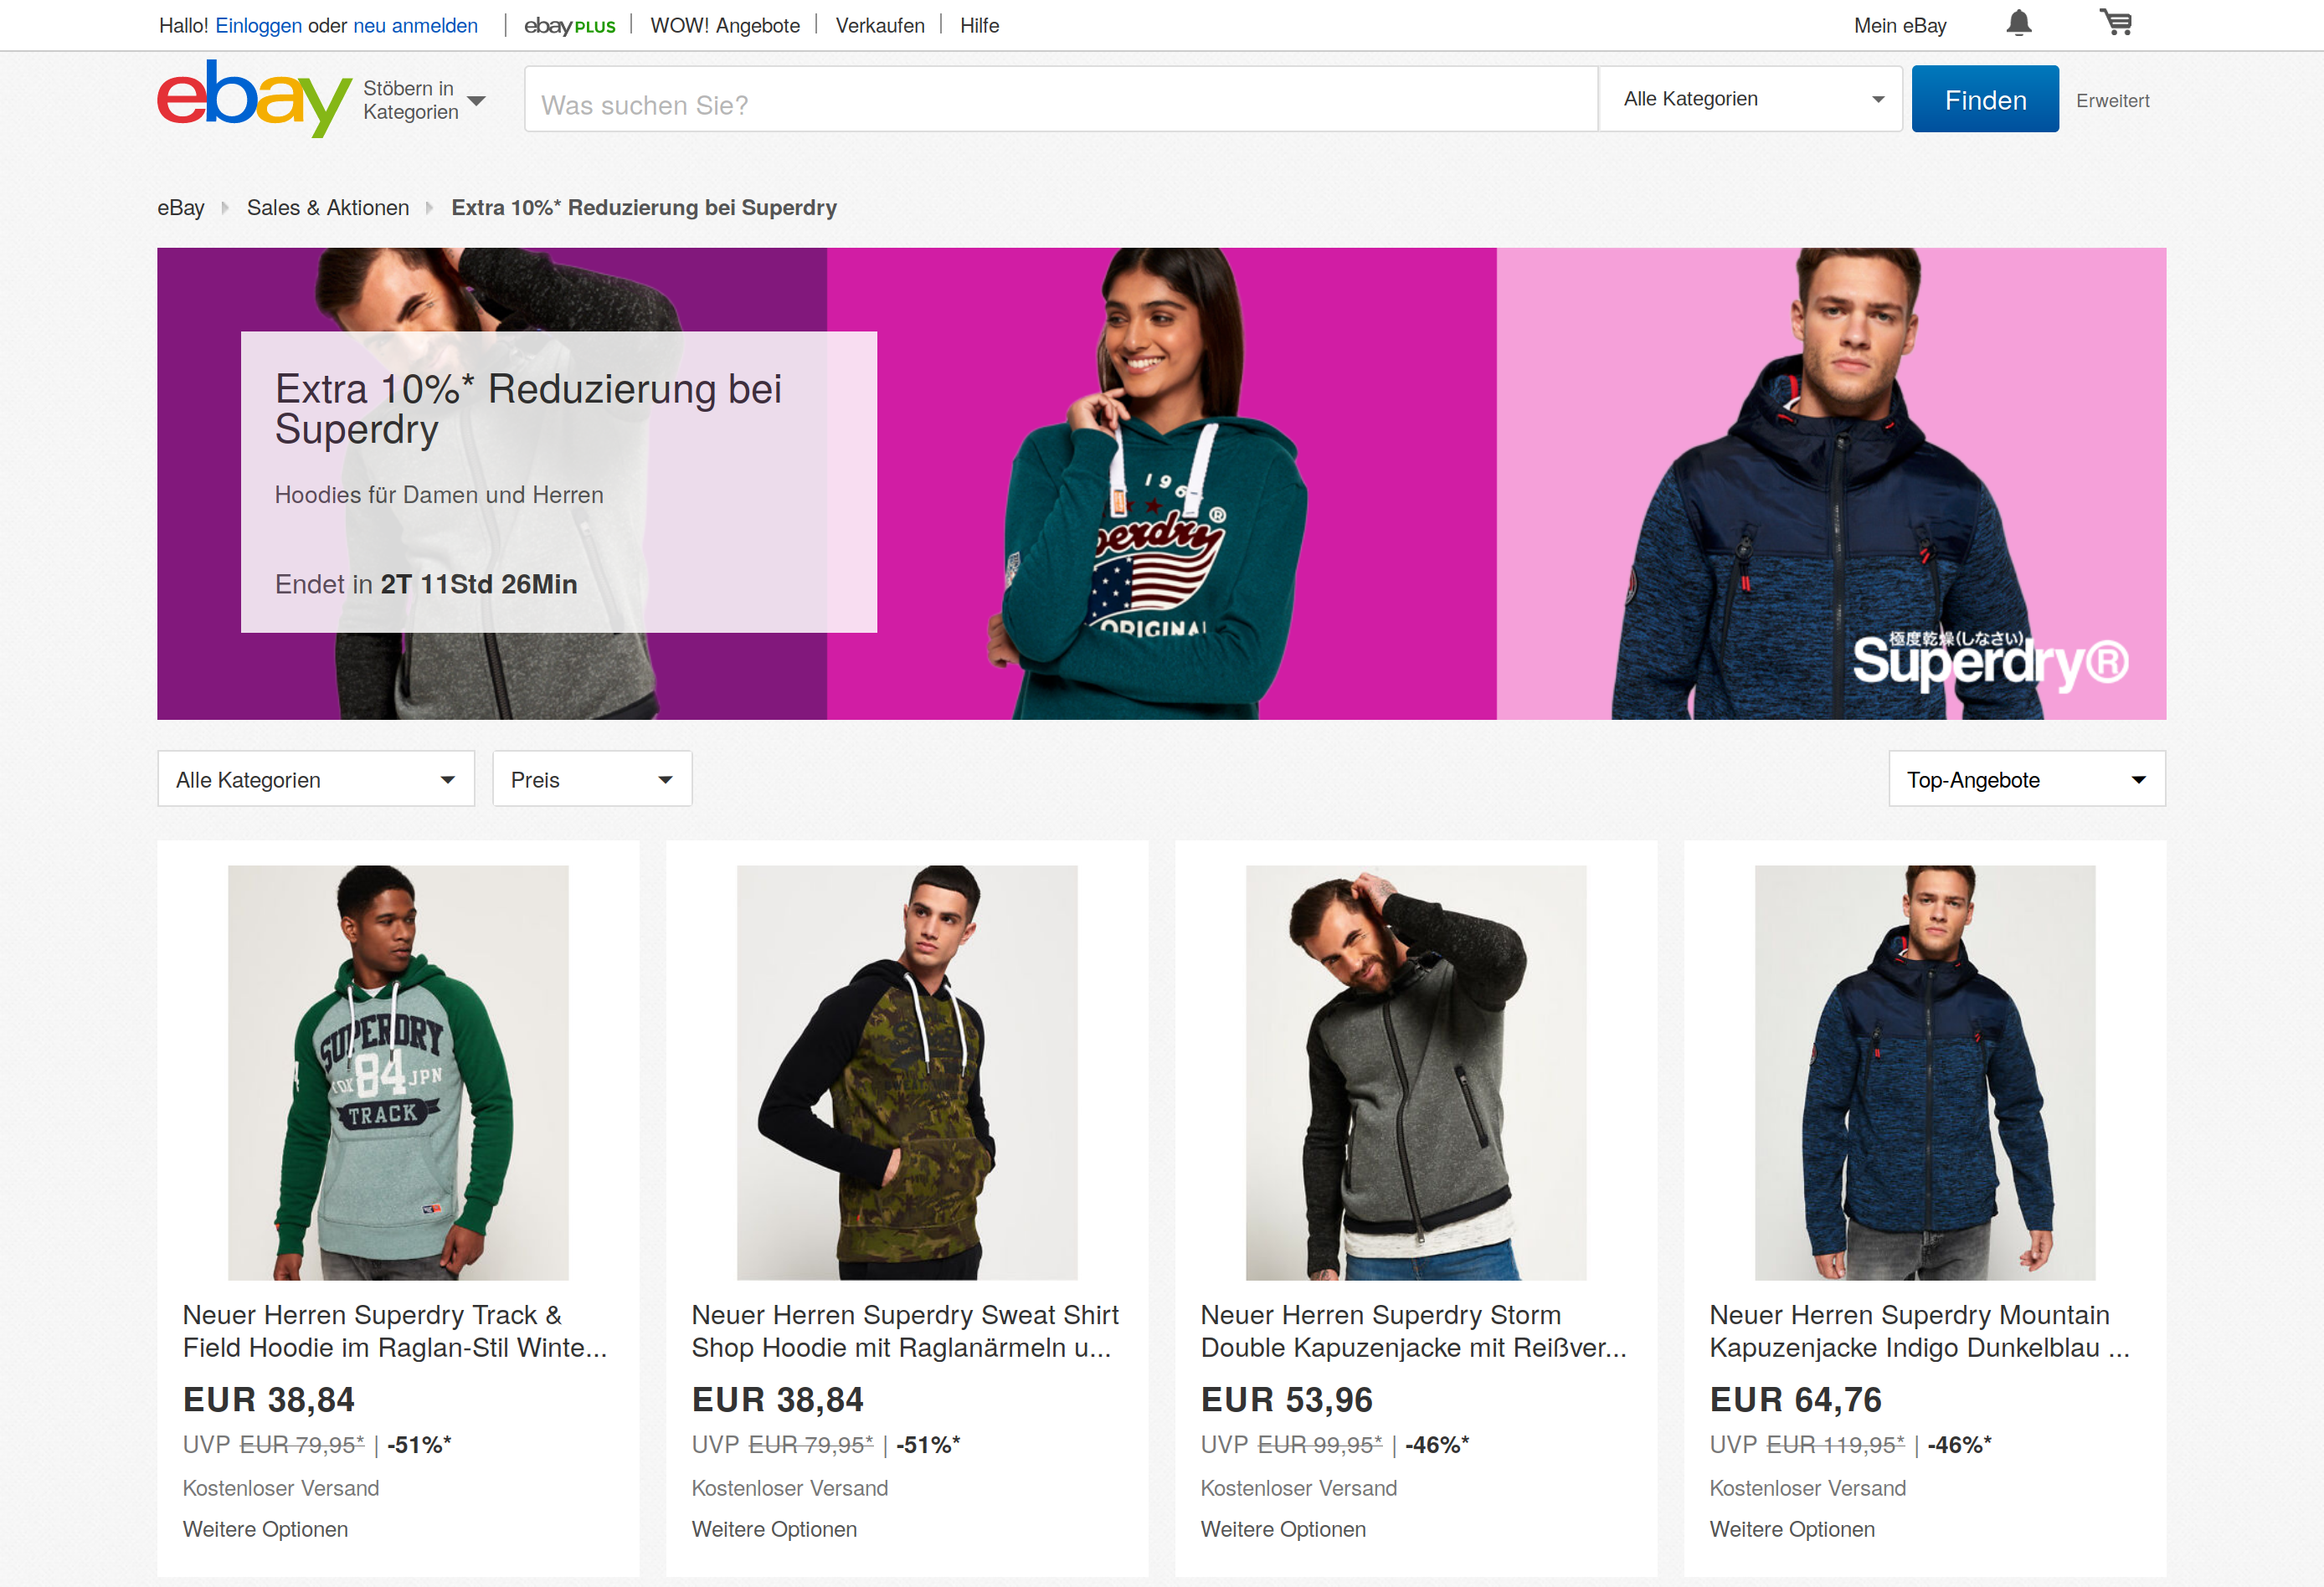 Hallo! Einloggen oder neu anmelden
ebay PLUS
WOW! Angebote
Verkaufen
Hilfe
Mein eBay
ebay
Stöbern in
Kategorien
Was suchen Sie?
Alle Kategorien
Finden
Erweitert
eBay
Sales & Aktionen
Extra 10%* Reduzierung bei Superdry
Extra 10%* Reduzierung bei
Superdry
Hoodies für Damen und Herren
Endet in 2T 11Std 26Min
196
perdry®
ORIGINAL
極度乾燥(しなさい)
Superdry®
Alle Kategorien
Preis
Top-Angebote
SUPERDRY
84
JPN
TRACK
Neuer Herren Superdry Track &
Field Hoodie im Raglan-Stil Winte...
EUR 38,84
UVP EUR 79,95* | -51%*
Kostenloser Versand
Weitere Optionen
Neuer Herren Superdry Sweat Shirt
Shop Hoodie mit Raglanärmeln u...
EUR 38,84
UVP EUR 79,95* | -51%*
Kostenloser Versand
Weitere Optionen
Neuer Herren Superdry Storm
Double Kapuzenjacke mit Reißver...
EUR 53,96
UVP EUR 99,95* | -46%*
Kostenloser Versand
Weitere Optionen
Neuer Herren Superdry Mountain
Kapuzenjacke Indigo Dunkelblau ...
EUR 64,76
UVP EUR 119,95* | -46%*
Kostenloser Versand
Weitere Optionen